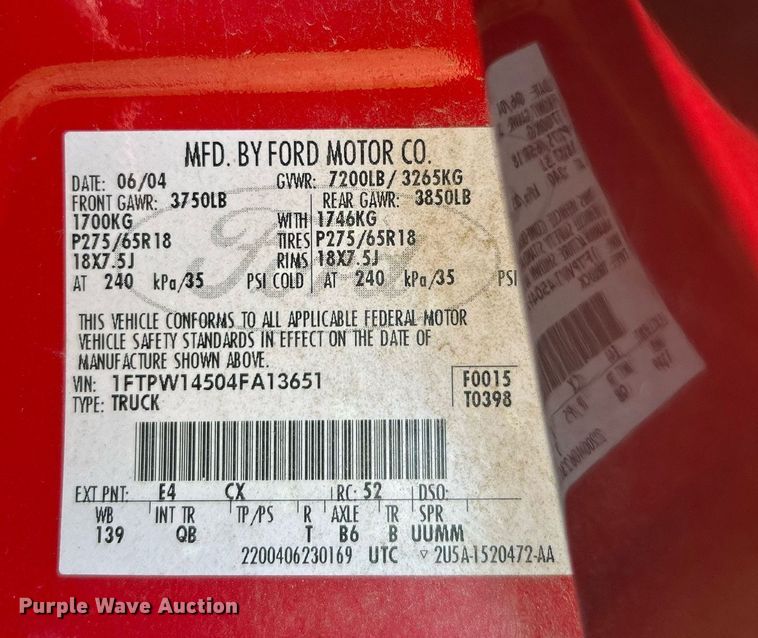 MFD. BY FORD MOTOR CO.
DATE: 06/04 GVWR: 7200LB/ 3265KG
FRONT GAWR: 3750LB REAR GAWR: 3850LB
1700KG WITH 1746KG
P275/65R18 TIRES P275/65R18
18X7.5J RIMS 18X7.5J
AT 240 kPa/35 PSI COLD AT 240 kPa/35 PSI
Ford
THIS VEHICLE CONFORMS TO ALL APPLICABLE FEDERAL MOTOR
VEHICLE SAFETY STANDARDS IN EFFECT ON THE DATE OF
MANUFACTURE SHOWN ABOVE.
VIN: 1FTPW14504FA13651 F0015
TYPE: TRUCK T0398
EXT PNT: E4 CX RC: 52 DSO:
WB INT TR TP/PS R AXLE TR SPR
139 QB T B6 B UUMM
2200406230169 UTC ▽ 2U5A-1520472-AA
Purple Wave Auction